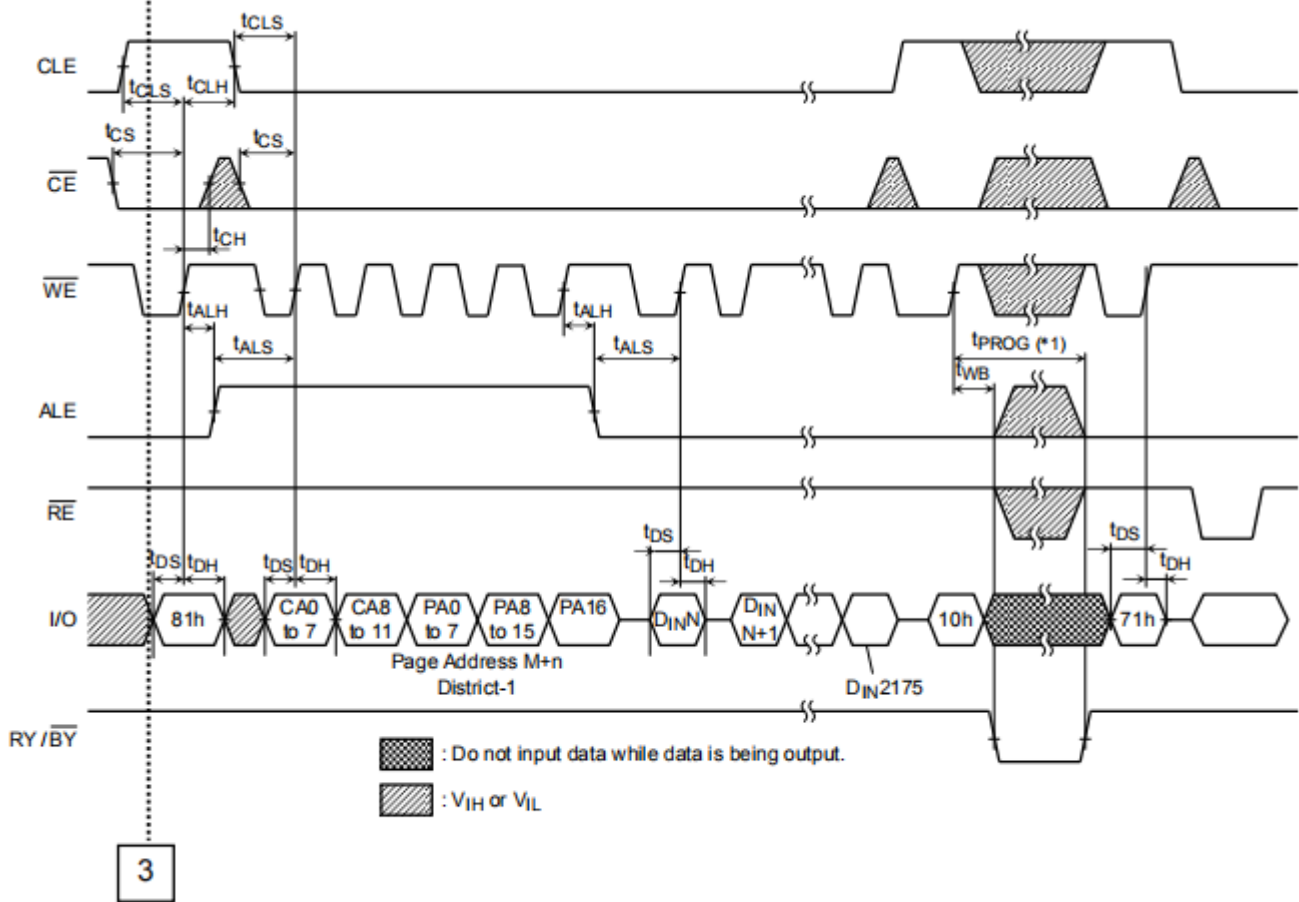 tCLS
CLE
tCLS tCLH
tCS tCS
CE
tCH
WE
tALH tALH
tALS tALS
tPROG (*1)
tWB
ALE
RE
tDS tDH tDS tDH tDS tDH tDS tDH
I/O
81h
CA0
to 7
CA8
to 11
PA0
to 7
PA8
to 15
PA16
DINN
DIN
N+1
10h
71h
Page Address M+n
District-1
DIN2175
RY / BY
: Do not input data while data is being output.
: VIH or VIL
3